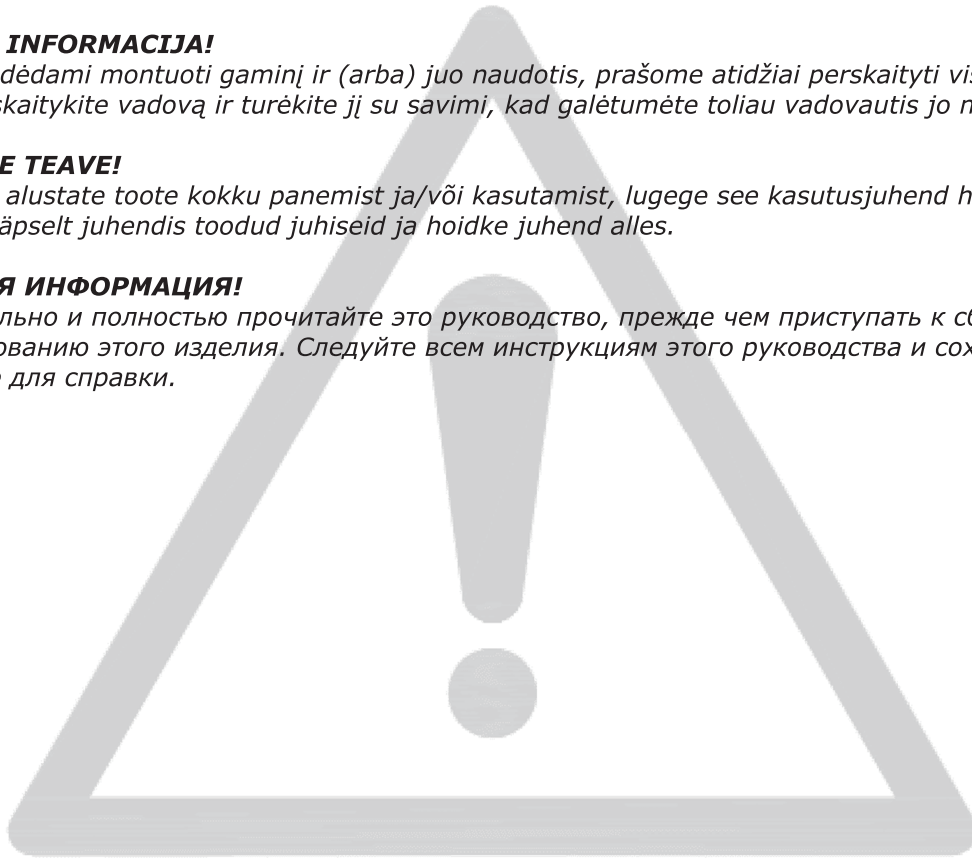 INFORMACIJA!
dėdami montuoti gaminį ir (arba) juo naudotis, prašome atidžiai perskaityti
skaitykite vadovą ir turėkite jį su savimi, kad galėtumėte toliau vadovautis jo
E TEAVE!
alustate toote kokku panemist ja/või kasutamist, lugege see kasutusjuhend
äpselt juhendis toodud juhiseid ja hoidke juhend alles.
Я ИНФОРМАЦИЯ!
льно и полностью прочитайте это руководство, прежде чем приступать к
ованию этого изделия. Следуйте всем инструкциям этого руководства и
для справки.